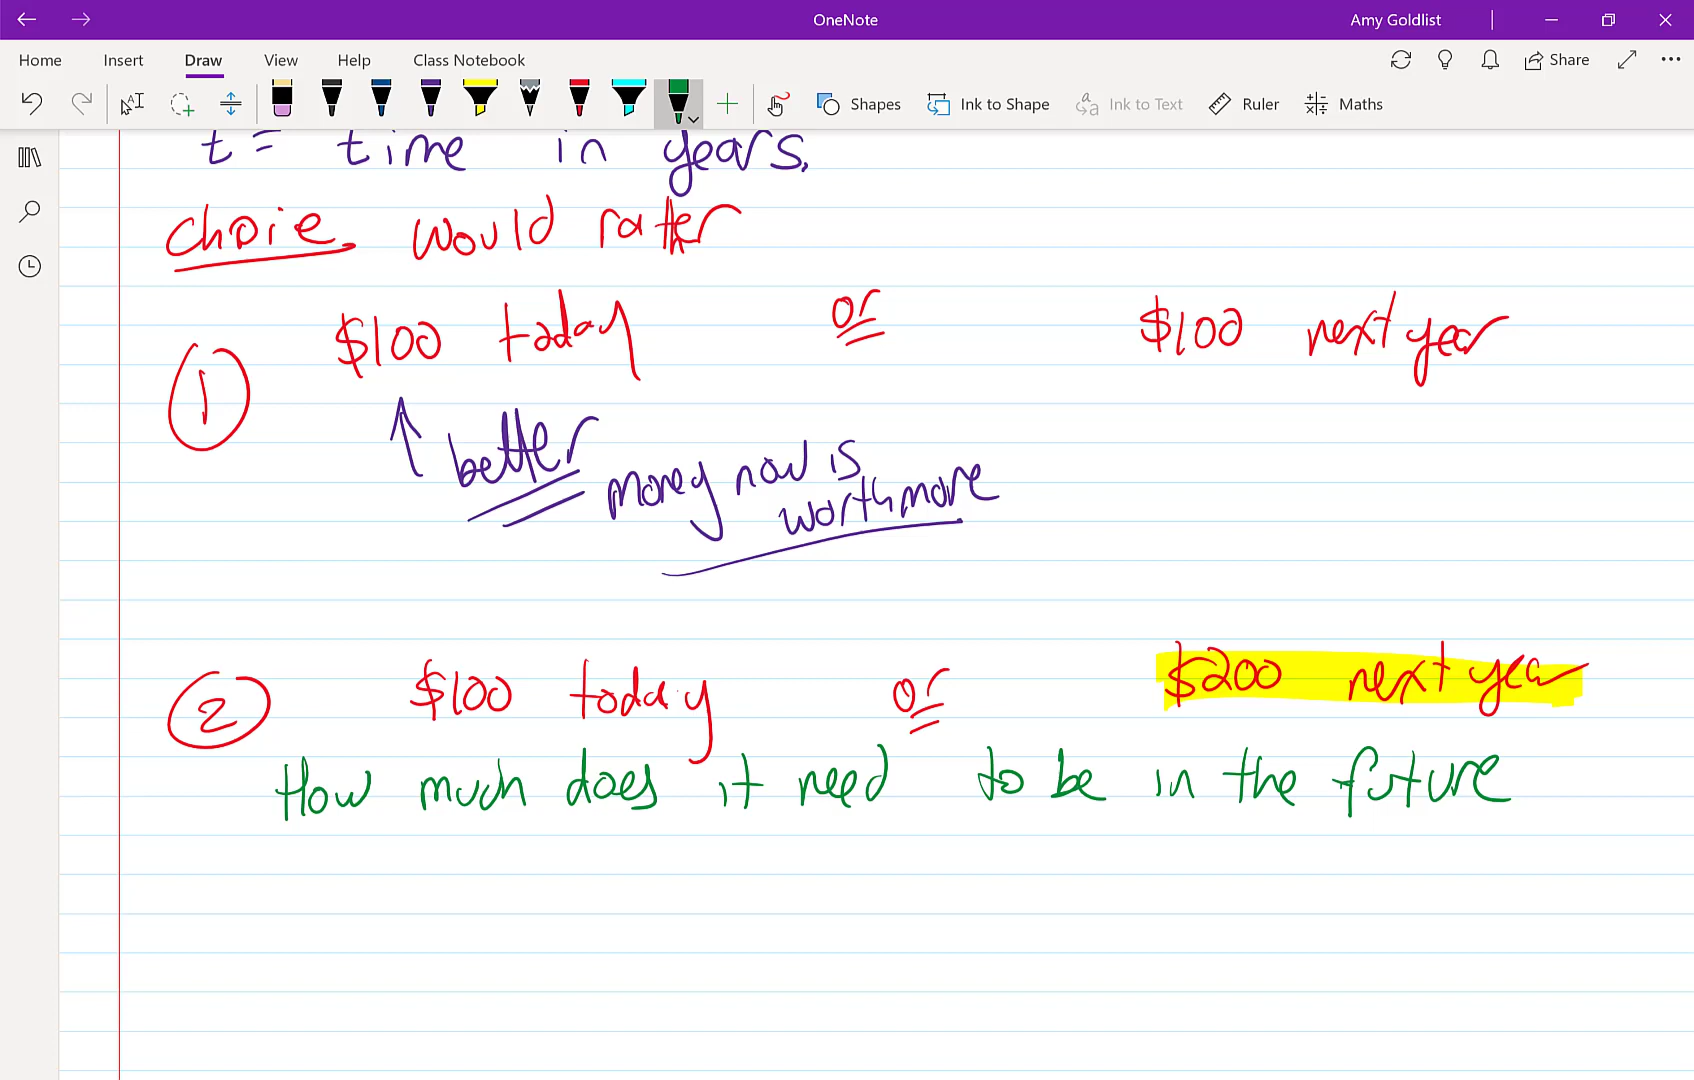 OneNote
Amy Goldlist
Home Insert Draw View Help Class Notebook
Share
Shapes Ink to Shape Ink to Text Ruler Maths
t = time in years.
choie. would rather
$100 today or $100 next year
1
better
money now is
worth more
2 $100 today or $200 next year
How much does it need to be in the future